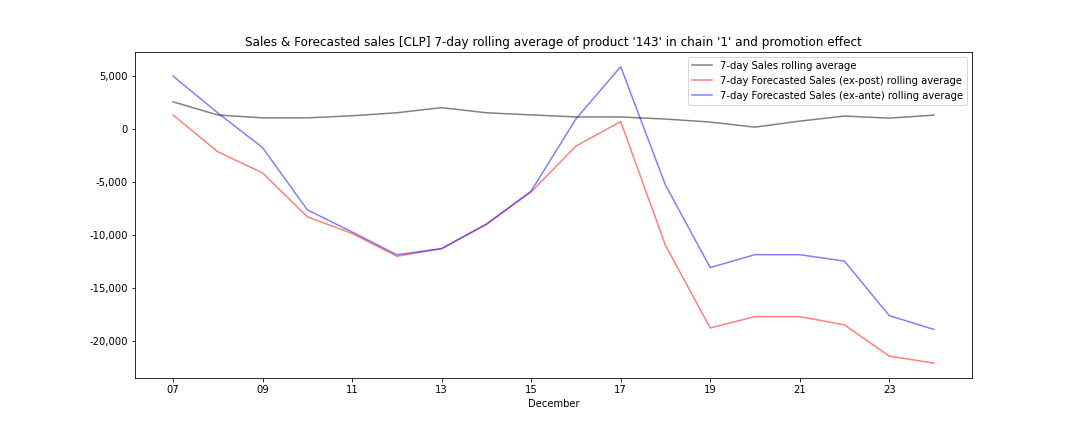 Sales & Forecasted sales [CLP] 7-day rolling average of product '143' in chain '1' and promotion effect
7-day Sales rolling average
7-day Forecasted Sales (ex-post) rolling average
7-day Forecasted Sales (ex-ante) rolling average
5,000
0
-5,000
-10,000
-15,000
-20,000
07 09 11 13 15 17 19 21 23
December